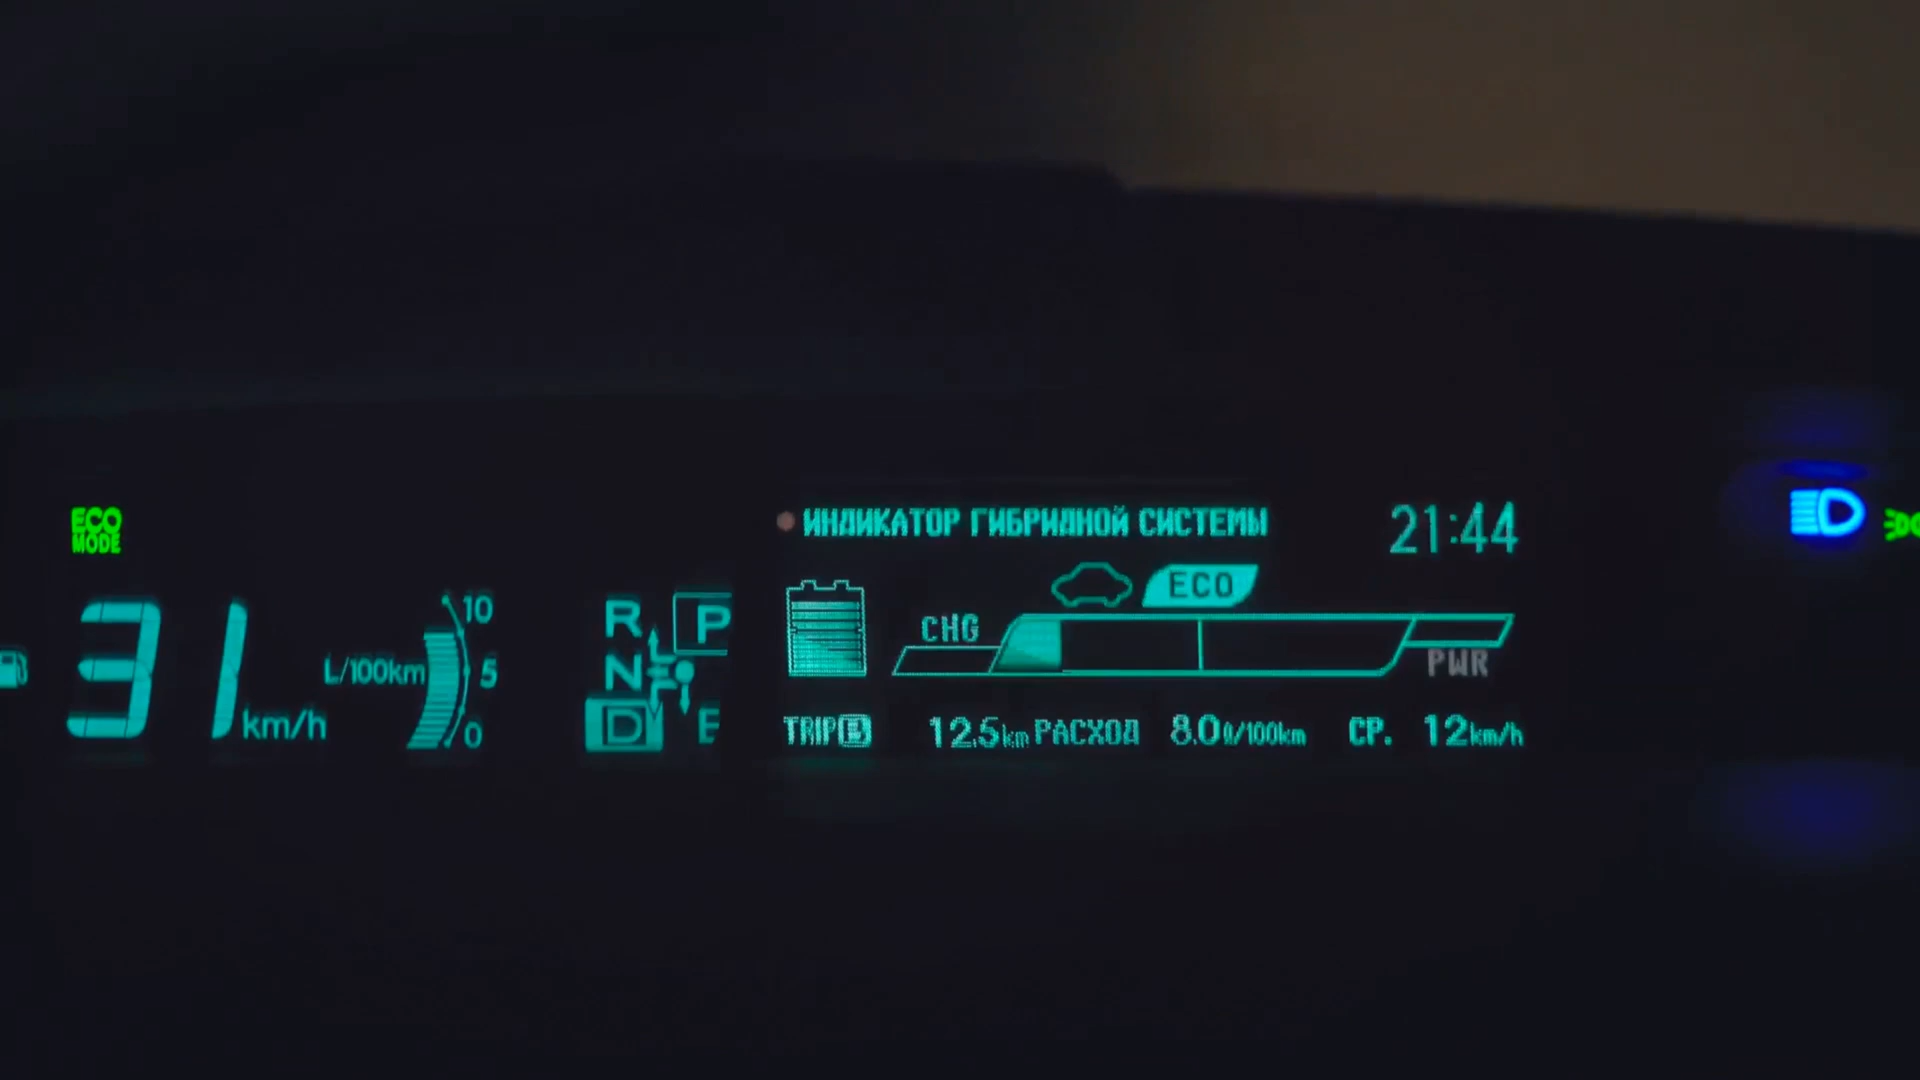 ECO
MODE
ИНДИКАТОР ГИБРИДНОЙ СИСТЕМЫ
21:44
ECO
CHG
PWR
31 km/h
L/100km
10
5
0
R
P
N
D
TRIP B 12.5km РАСХОД 8.0ℓ/100km СР. 12km/h